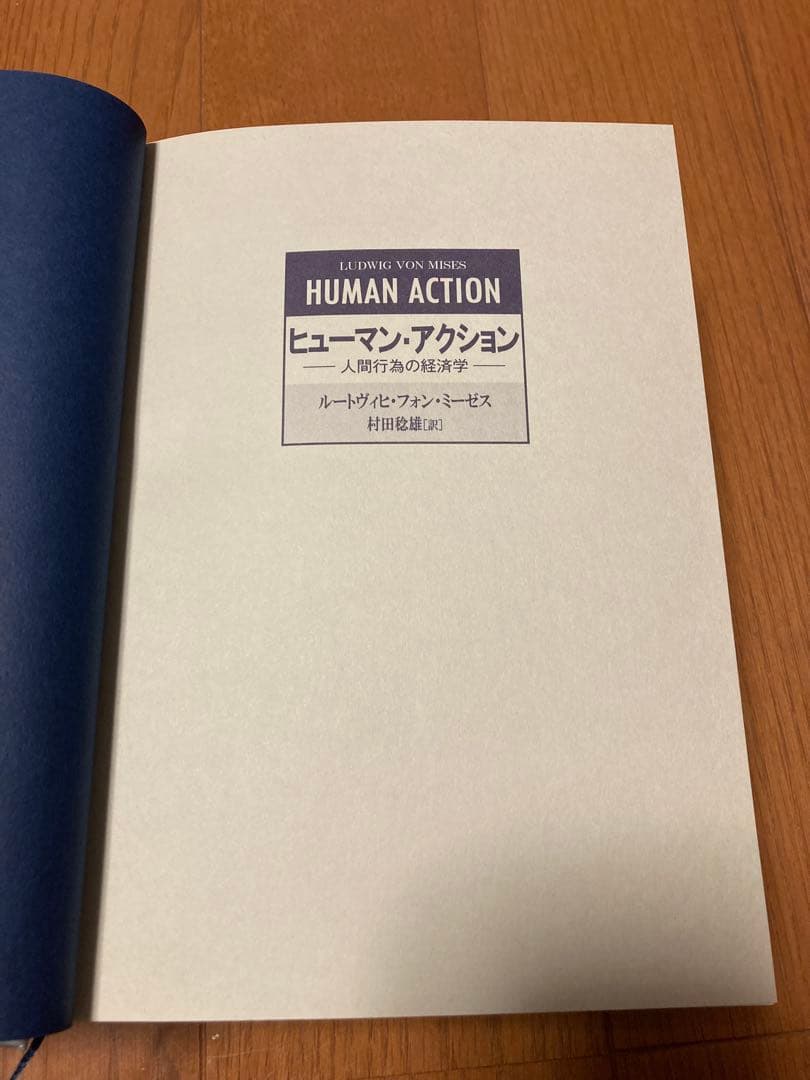 LUDWIG VON MISES
HUMAN ACTION
ヒューマン・アクション
── 人間行為の経済学 ──
ルートヴィヒ・フォン・ミーゼス
村田稔雄[訳]